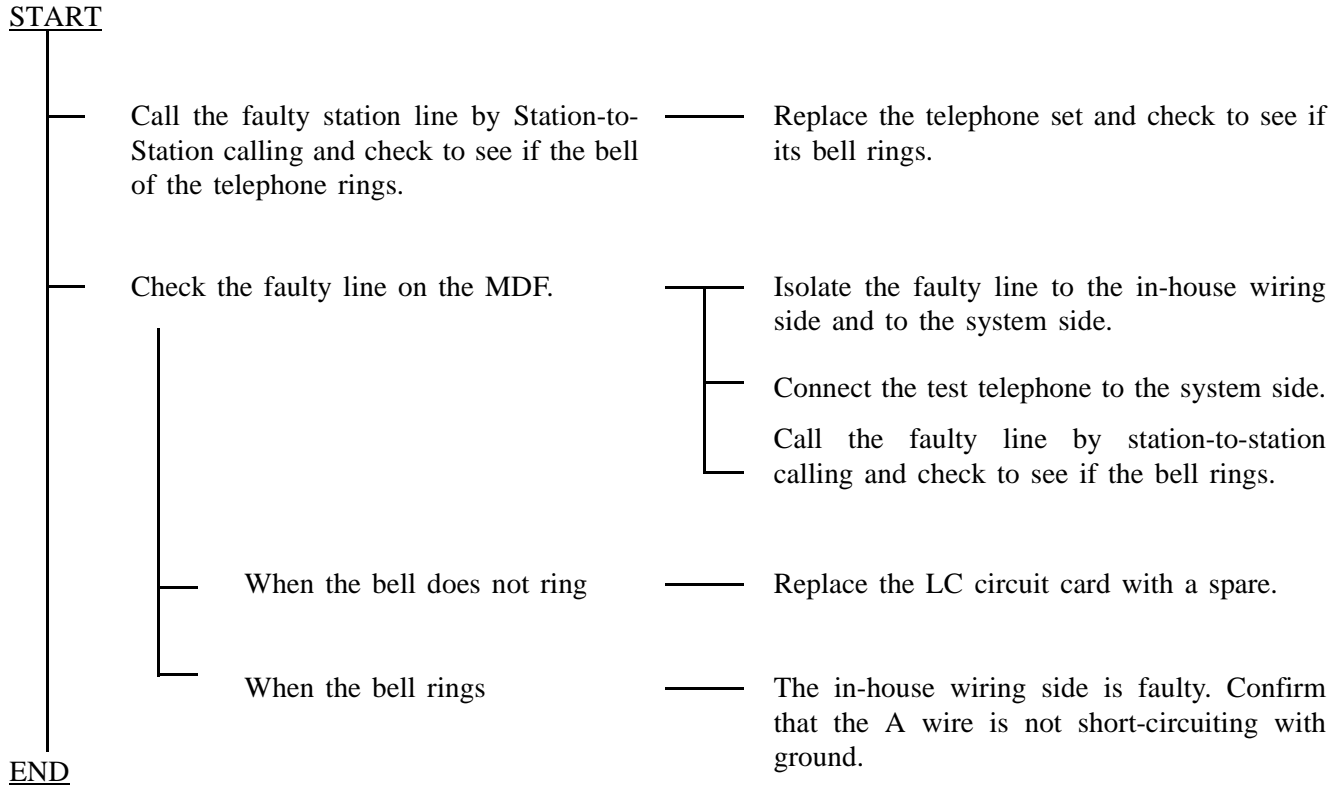 START
Call the faulty station line by Station-to-
Station calling and check to see if the bell
of the telephone rings.
Replace the telephone set and check to see if
its bell rings.
Check the faulty line on the MDF.
Isolate the faulty line to the in-house wiring
side and to the system side.
Connect the test telephone to the system side.
Call the faulty line by station-to-station
calling and check to see if the bell rings.
When the bell does not ring
Replace the LC circuit card with a spare.
When the bell rings
The in-house wiring side is faulty. Confirm
that the A wire is not short-circuiting with
ground.
END